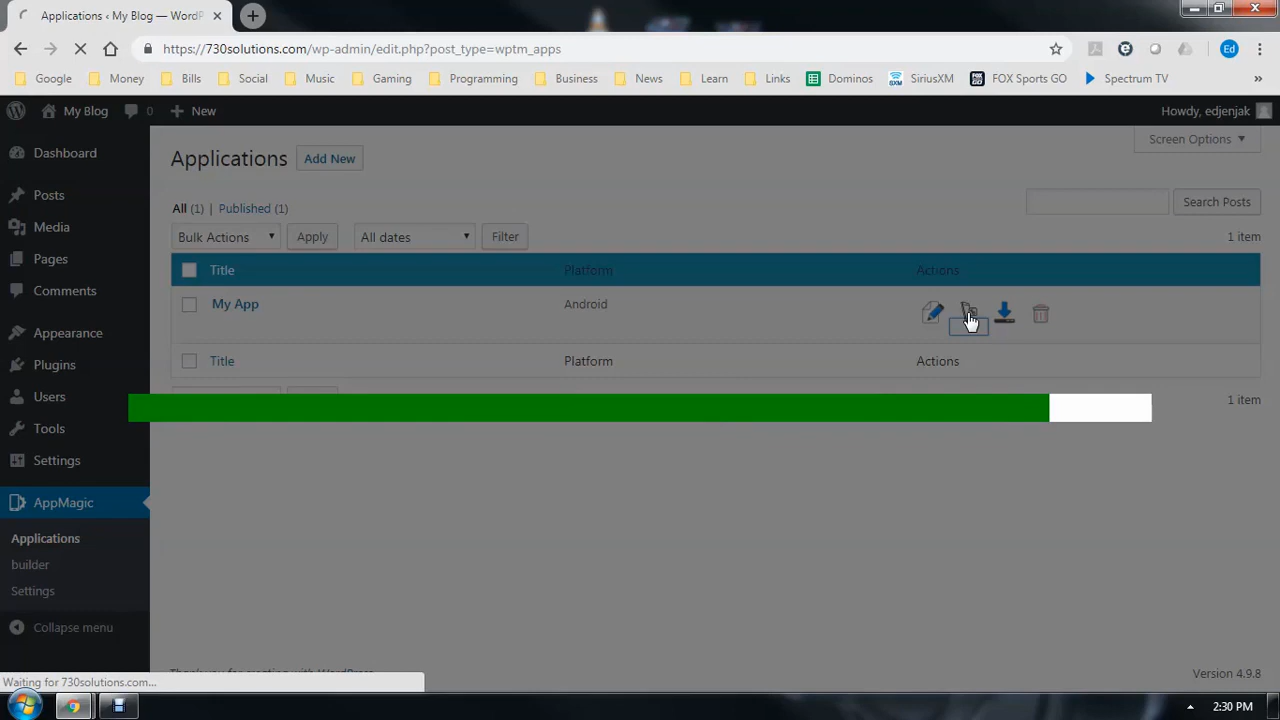 Applications ‹ My Blog — WordP
https://730solutions.com/wp-admin/edit.php?post_type=wptm_apps
Ed
Google Money Bills Social Music Gaming Programming Business News Learn Links Dominos SiriusXM FOX Sports GO Spectrum TV »
My Blog 0 New Howdy, edjenjak
Screen Options
Dashboard
Posts
Media
Pages
Comments
Appearance
Plugins
Users
Tools
Settings
AppMagic
Applications
builder
Settings
Collapse menu
Applications Add New
All (1) | Published (1)
Search Posts
Bulk Actions Apply All dates Filter 1 item
Title Platform Actions
My App Android
Title Platform Actions
1 item
Version 4.9.8
Waiting for 730solutions.com...
2:30 PM